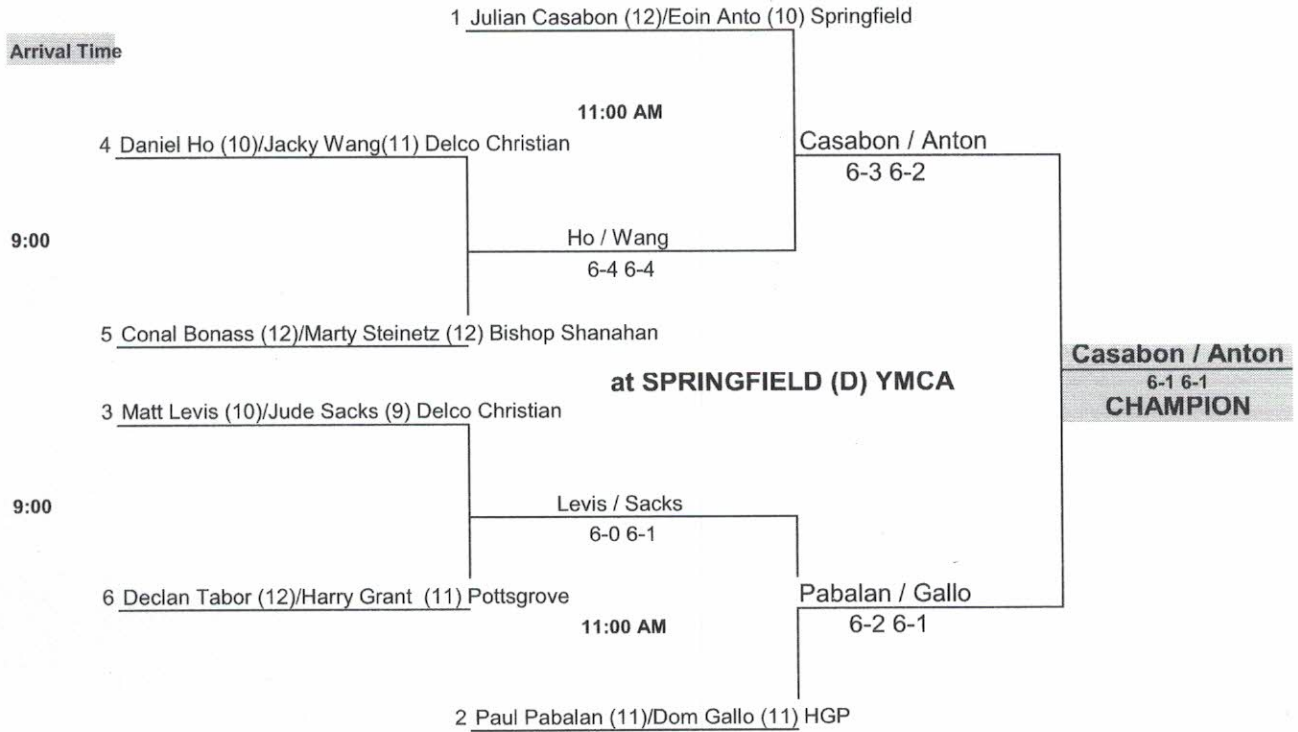 1 Julian Casabon (12)/Eoin Anto (10) Springfield
Arrival Time
11:00 AM
4 Daniel Ho (10)/Jacky Wang(11) Delco Christian
Casabon / Anton
6-3 6-2
9:00
Ho / Wang
6-4 6-4
5 Conal Bonass (12)/Marty Steinetz (12) Bishop Shanahan
Casabon / Anton
at SPRINGFIELD (D) YMCA
6-1 6-1
CHAMPION
3 Matt Levis (10)/Jude Sacks (9) Delco Christian
9:00
Levis / Sacks
6-0 6-1
6 Declan Tabor (12)/Harry Grant (11) Pottsgrove
Pabalan / Gallo
11:00 AM
6-2 6-1
2 Paul Pabalan (11)/Dom Gallo (11) HGP